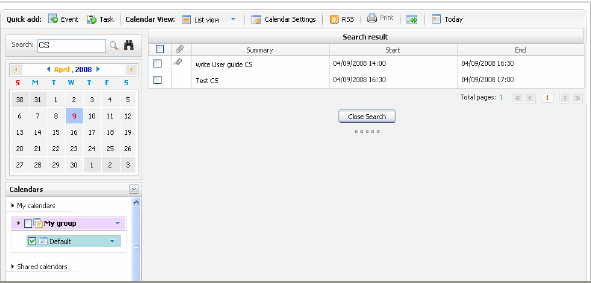 Quick add: Event Task Calendar View: List view Calendar Settings RSS Print Today
Search: CS
April, 2008
S M T W T F S
30 31 1 2 3 4 5
6 7 8 9 10 11 12
13 14 15 16 17 18 19
20 21 22 23 24 25 26
27 28 29 30 1 2 3
Calendars
My calendars
My group
Default
Shared calendars
Search result
Summary Start End
write User guide CS 04/09/2008 14:00 04/09/2008 16:30
Test CS 04/09/2008 16:30 04/09/2008 17:00
Total pages: 1 1
Close Search